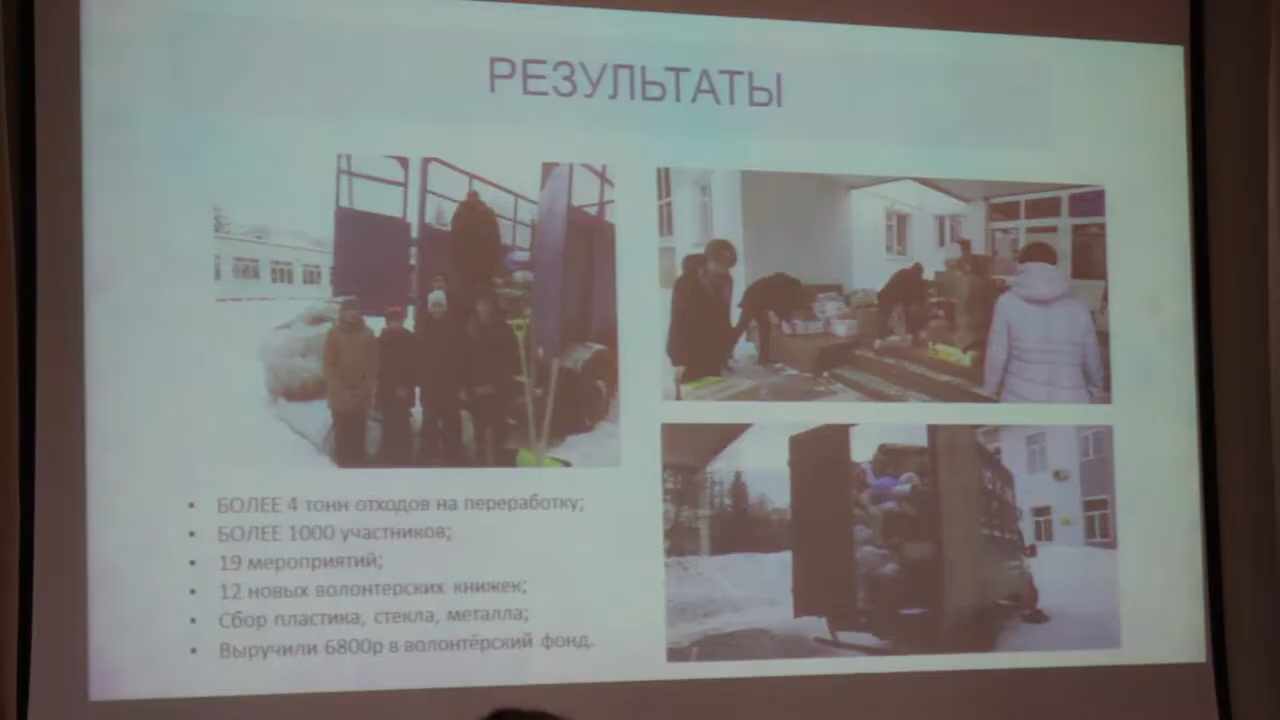 РЕЗУЛЬТАТЫ
• БОЛЕЕ 4 тонн отходов на переработку;
• БОЛЕЕ 1000 участников;
• 19 мероприятий;
• 12 новых волонтерских книжек;
• Сбор пластика, стекла, металла;
• Выручили 6800р в волонтёрский фонд.